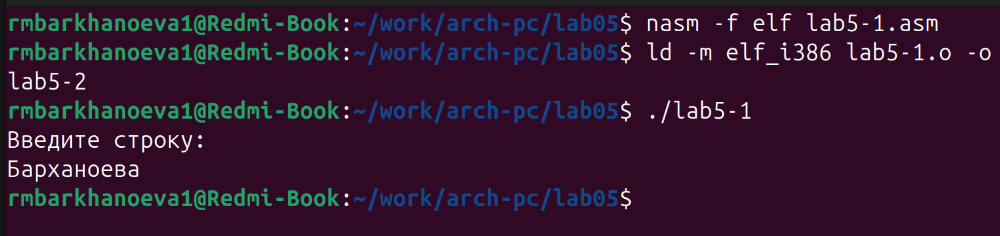 rmbarkhanoeva1@Redmi-Book:~/work/arch-pc/lab05$ nasm -f elf lab5-1.asm
rmbarkhanoeva1@Redmi-Book:~/work/arch-pc/lab05$ ld -m elf_i386 lab5-1.o -o
lab5-2
rmbarkhanoeva1@Redmi-Book:~/work/arch-pc/lab05$ ./lab5-1
Введите строку:
Барханоева
rmbarkhanoeva1@Redmi-Book:~/work/arch-pc/lab05$